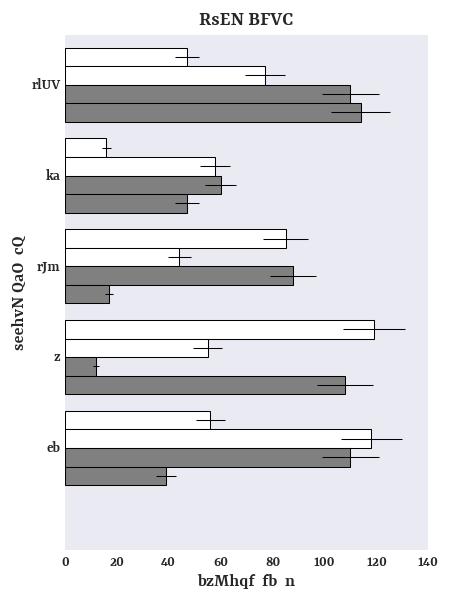 RsEN BFVC
seehvN QaO  cQ
rlUV
ka
rJm
z
eb
0 20 40 60 80 100 120 140
bzMhqf  fb  n